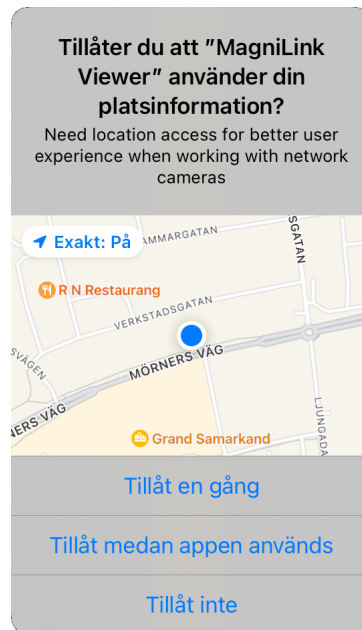 Tillåter du att ”MagniLink
Viewer” använder din
platsinformation?
Need location access for better user
experience when working with network
cameras
Exakt: På
AMMARGATAN
SGATAN
R N Restaurang
VERKSTADSGATAN
MÖRNERS VÄG
SVÄGEN
NERS VÄG
LJUNGADA
Grand Samarkand
Tillåt en gång
Tillåt medan appen används
Tillåt inte